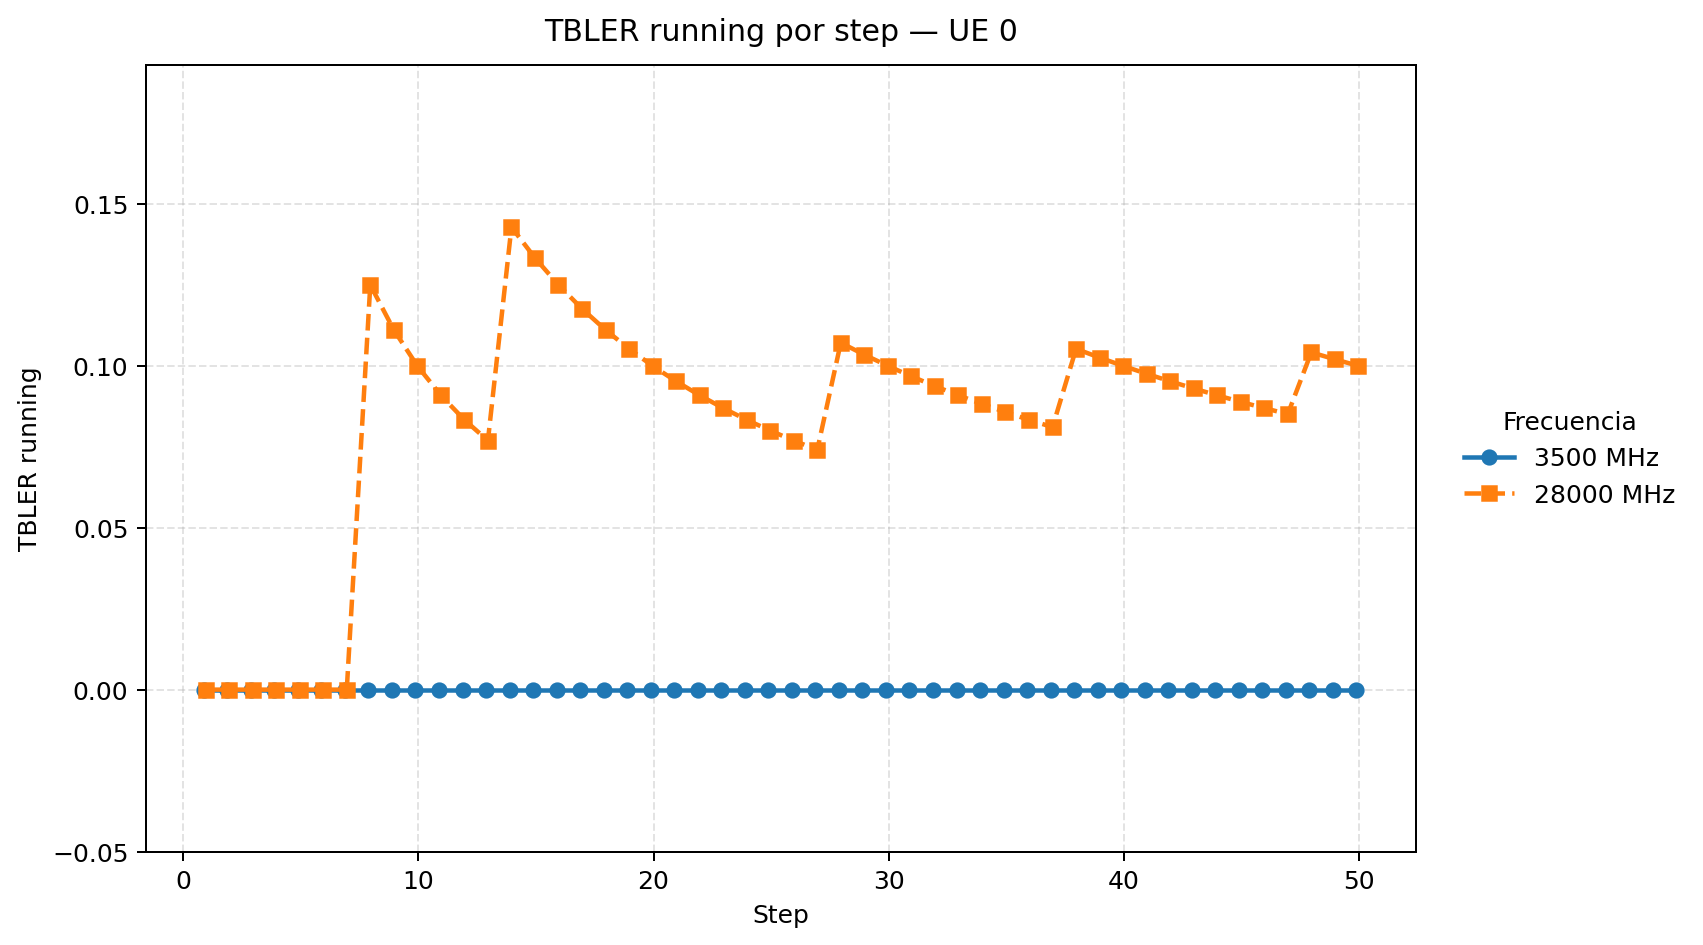 TBLER running por step — UE 0
TBLER running
0.15
0.10
0.05
0.00
−0.05
0
10
20
30
40
50
Step
Frecuencia
3500 MHz
28000 MHz